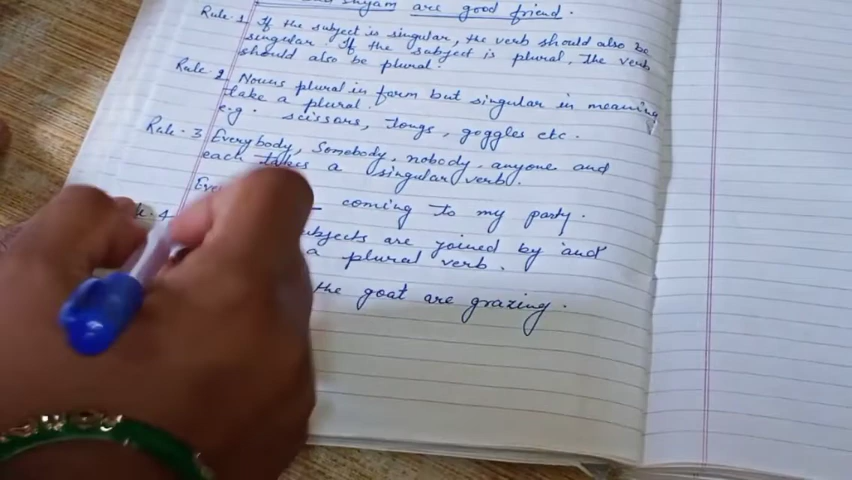 shyam are good friend.
Rule. 1 If the subject is singular, the verb should also be
singular. If the subject is plural, the verb
should also be plural.
Rule. 2 Nouns plural in form but singular in meaning
take a plural.
e.g. scissors, tongs, goggles etc.
Rule. 3 Everybody, Somebody, nobody, anyone and
each takes a singular verb.
coming to my party.
subjects are joined by 'and'
a plural verb.
the goat are grazing.